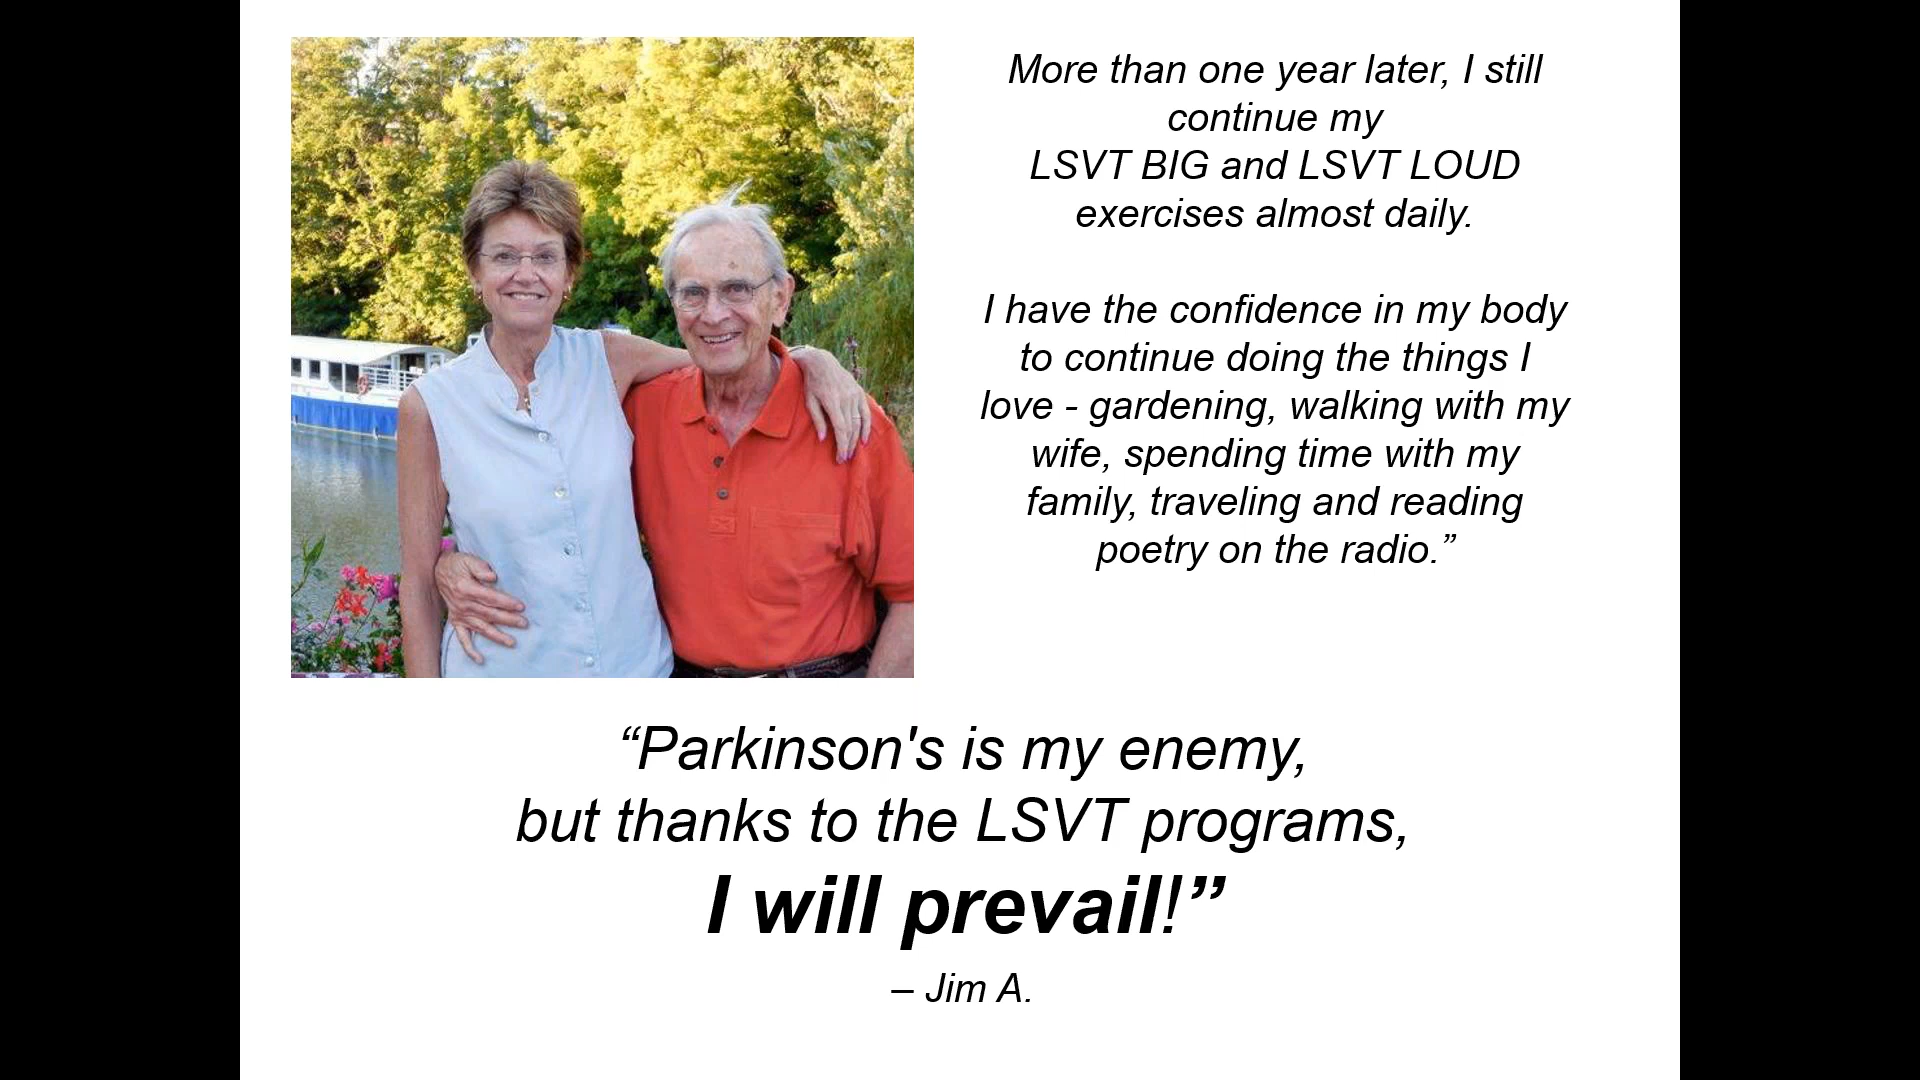 More than one year later, I still
continue my
LSVT BIG and LSVT LOUD
exercises almost daily.
I have the confidence in my body
to continue doing the things I
love - gardening, walking with my
wife, spending time with my
family, traveling and reading
poetry on the radio.”
“Parkinson's is my enemy,
but thanks to the LSVT programs,
I will prevail!”
– Jim A.